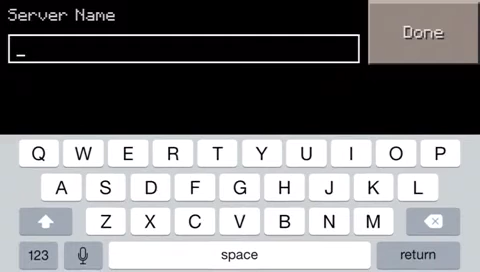 Server Name
_
Done
Q W E R T Y U I O P
A S D F G H J K L
Z X C V B N M
123 space return